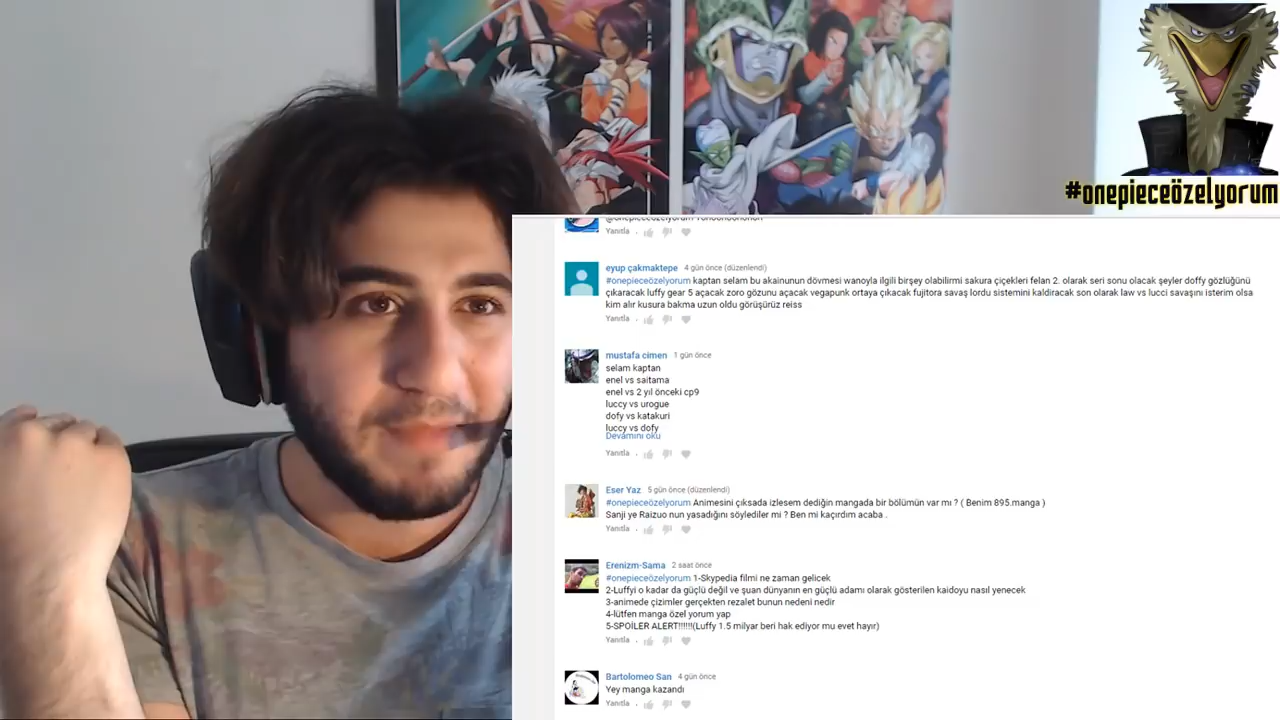 #onepieceözelyorum
Yanıtla
eyup çakmaktepe 4 gün önce (düzenlendi)
#onepieceözelyorum kaptan selam bu akainunun dövmesi wanoyla ilgili birşey olabilirmi sakura çiçekleri felan 2. olarak seri sonu olacak şeyler doffy gözlüğünü
çıkaracak luffy gear 5 açacak zoro gözunu açacak vegapunk ortaya çıkacak fujitora savaş lordu sistemini kaldiracak son olarak law vs lucci savaşını isterim olsa
kim alır kusura bakma uzun oldu görüşürüz reiss
Yanıtla
mustafa cimen 1 gün önce
selam kaptan
enel vs saitama
enel vs 2 yıl önceki cp9
luccy vs urogue
dofy vs katakuri
luccy vs dofy
Devamını oku
Yanıtla
Eser Yaz 5 gün önce (düzenlendi)
#onepieceözelyorum Animesini çıksada izlesem dediğin mangada bir bölümün var mı ? ( Benim 895.manga )
Sanji ye Raizuo nun yasadığını söylediler mi ? Ben mi kaçırdım acaba .
Yanıtla
Erenizm-Sama 2 saat önce
#onepieceözelyorum 1-Skypedia filmi ne zaman gelicek
2-Luffyi o kadar da güçlü değil ve şuan dünyanın en güçlü adamı olarak gösterilen kaidoyu nasıl yenecek
3-animede çizimler gerçekten rezalet bunun nedeni nedir
4-lütfen manga özel yorum yap
5-SPOİLER ALERT!!!!!!(Luffy 1.5 milyar beri hak ediyor mu evet hayır)
Yanıtla
Bartolomeo San 4 gün önce
Yey manga kazandı
Yanıtla